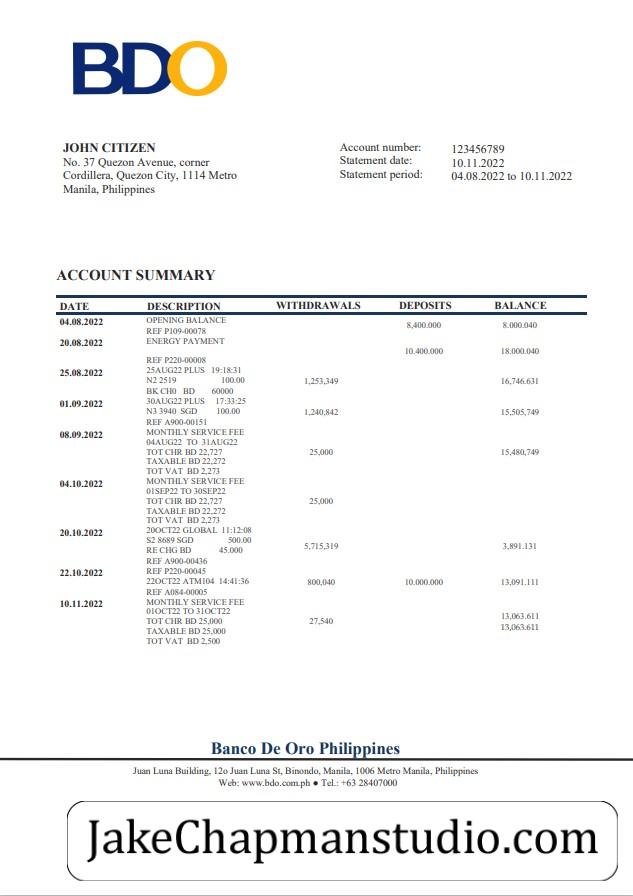 BDO
JOHN CITIZEN
No. 37 Quezon Avenue, corner
Cordillera, Quezon City, 1114 Metro
Manila, Philippines
Account number: 123456789
Statement date: 10.11.2022
Statement period: 04.08.2022 to 10.11.2022
ACCOUNT SUMMARY
DATE DESCRIPTION WITHDRAWALS DEPOSITS BALANCE
04.08.2022 OPENING BALANCE 8,400.000 8.000.040
REF P109-00078
20.08.2022 ENERGY PAYMENT
10.400.000 18.000.040
REF P220-00008
25.08.2022 25AUG22 PLUS 19:18:31
N2 2519 100.00 1,253,349 16,746.631
BK CH0 BD 60000
01.09.2022 30AUG22 PLUS 17:33:25
N3 3940 SGD 100.00 1,240,842 15,505,749
REF A900-00151
08.09.2022 MONTHLY SERVICE FEE
04AUG22 TO 31AUG22
TOT CHR BD 22,727 25,000 15,480,749
TAXABLE BD 22,272
TOT VAT BD 2,273
04.10.2022 MONTHLY SERVICE FEE
01SEP22 TO 30SEP22
TOT CHR BD 22,727 25,000
TAXABLE BD 22,272
TOT VAT BD 2,273
20.10.2022 20OCT22 GLOBAL 11:12:08
S2 8689 SGD 500.00
RE CHG BD 45.000 5,715,319 3,891.131
REF A900-00436
22.10.2022 REF P220-00045
22OCT22 ATM104 14:41:36 800,040 10.000.000 13,091.111
REF A084-00005
10.11.2022 MONTHLY SERVICE FEE
01OCT22 TO 31OCT22 13,063.611
TOT CHR BD 25,000 27,540
TAXABLE BD 25,000 13,063.611
TOT VAT BD 2,500
Banco De Oro Philippines
Juan Luna Building, 12o Juan Luna St, Binondo, Manila, 1006 Metro Manila, Philippines
Web: www.bdo.com.ph ● Tel.: +63 28407000
JakeChapmanstudio.com